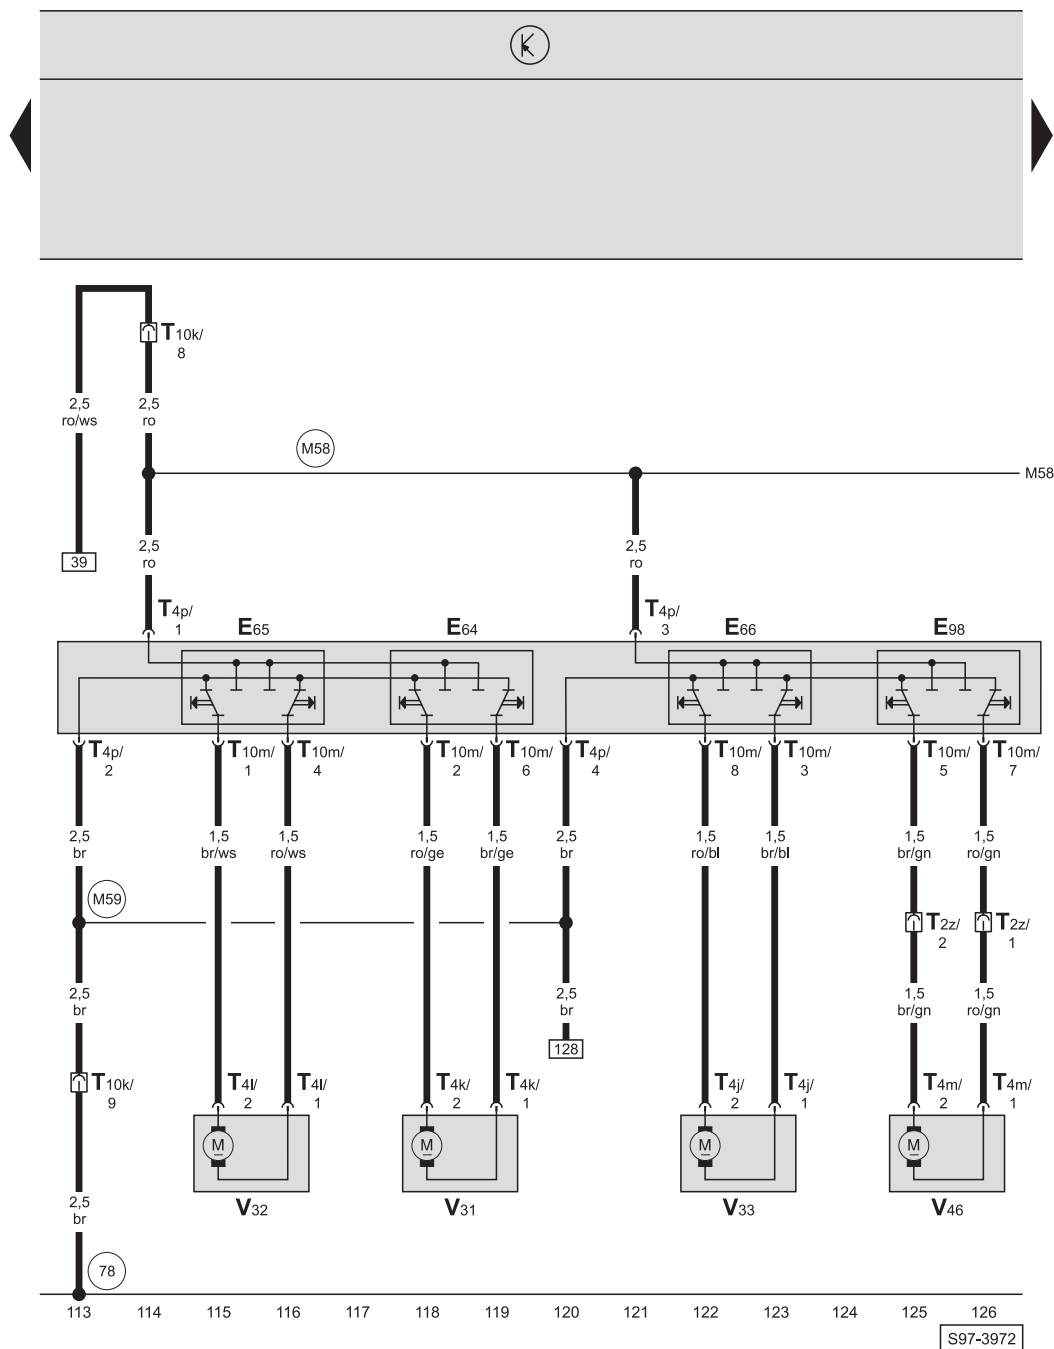 T10k/
8
2,5
ro/ws
2,5
ro
M58
M58
39
2,5
ro
2,5
ro
T4p/
1
E65
E64
T4p/
3
E66
E98
T4p/
2
T10m/
1
T10m/
4
T10m/
2
T10m/
6
T4p/
4
T10m/
8
T10m/
3
T10m/
5
T10m/
7
2,5
br
1,5
br/ws
1,5
ro/ws
1,5
ro/ge
1,5
br/ge
2,5
br
1,5
ro/bl
1,5
br/bl
1,5
br/gn
1,5
ro/gn
M59
T2z/
2
T2z/
1
2,5
br
2,5
br
1,5
br/gn
1,5
ro/gn
128
T10k/
9
T4l/
2
T4l/
1
T4k/
2
T4k/
1
T4j/
2
T4j/
1
T4m/
2
T4m/
1
M
M
M
M
V32
V31
V33
V46
2,5
br
78
113 114 115 116 117 118 119 120 121 122 123 124 125 126
S97-3972